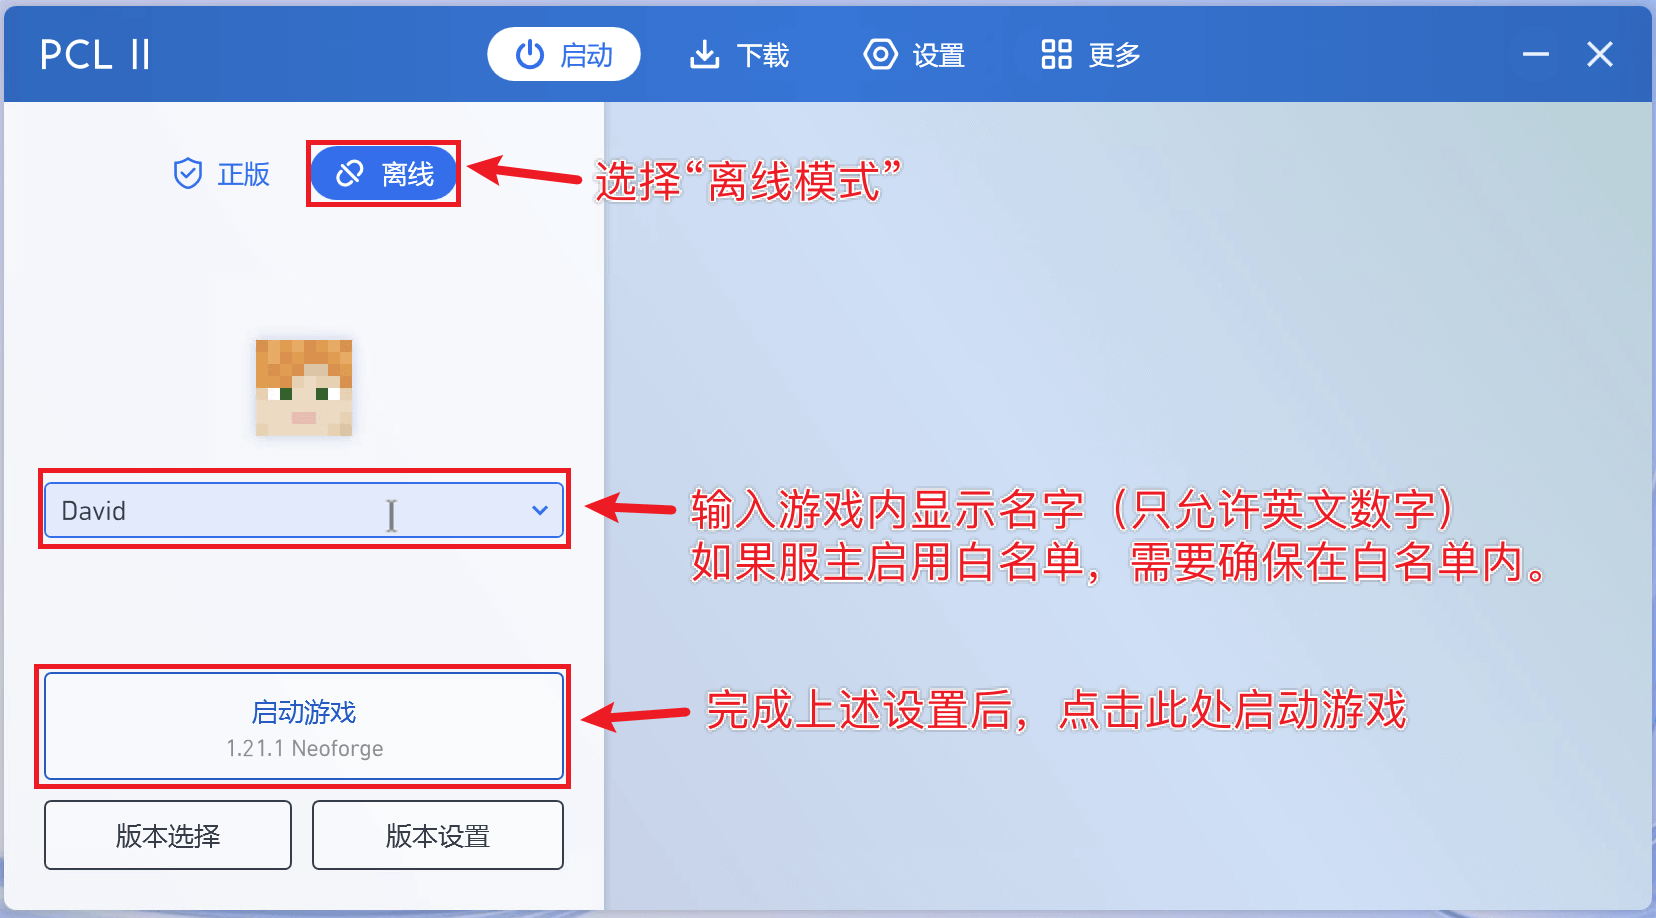 PCL II
启动
下载
设置
更多
正版
离线
选择“离线模式”
David
输入游戏内显示名字（只允许英文数字）
如果服主启用白名单，需要确保在白名单内。
启动游戏
1.21.1 Neoforge
完成上述设置后，点击此处启动游戏
版本选择
版本设置